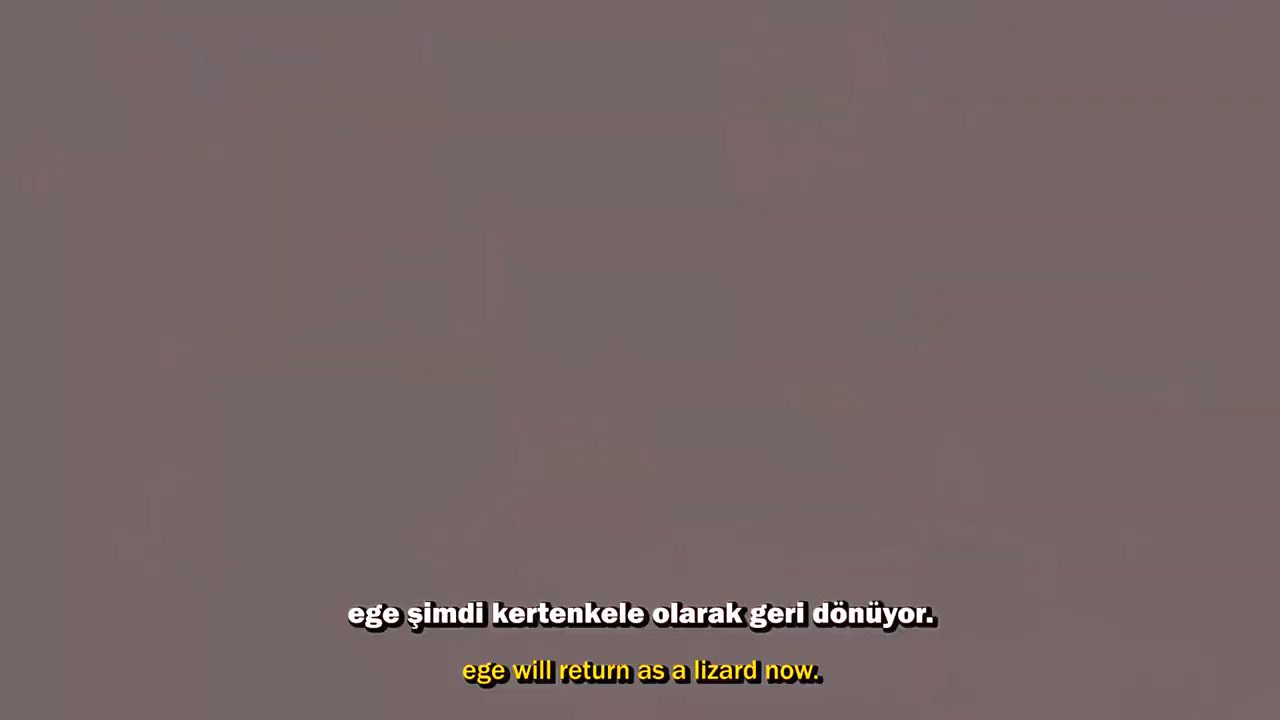 ege şimdi kertenkele olarak geri dönüyor.
ege will return as a lizard now.